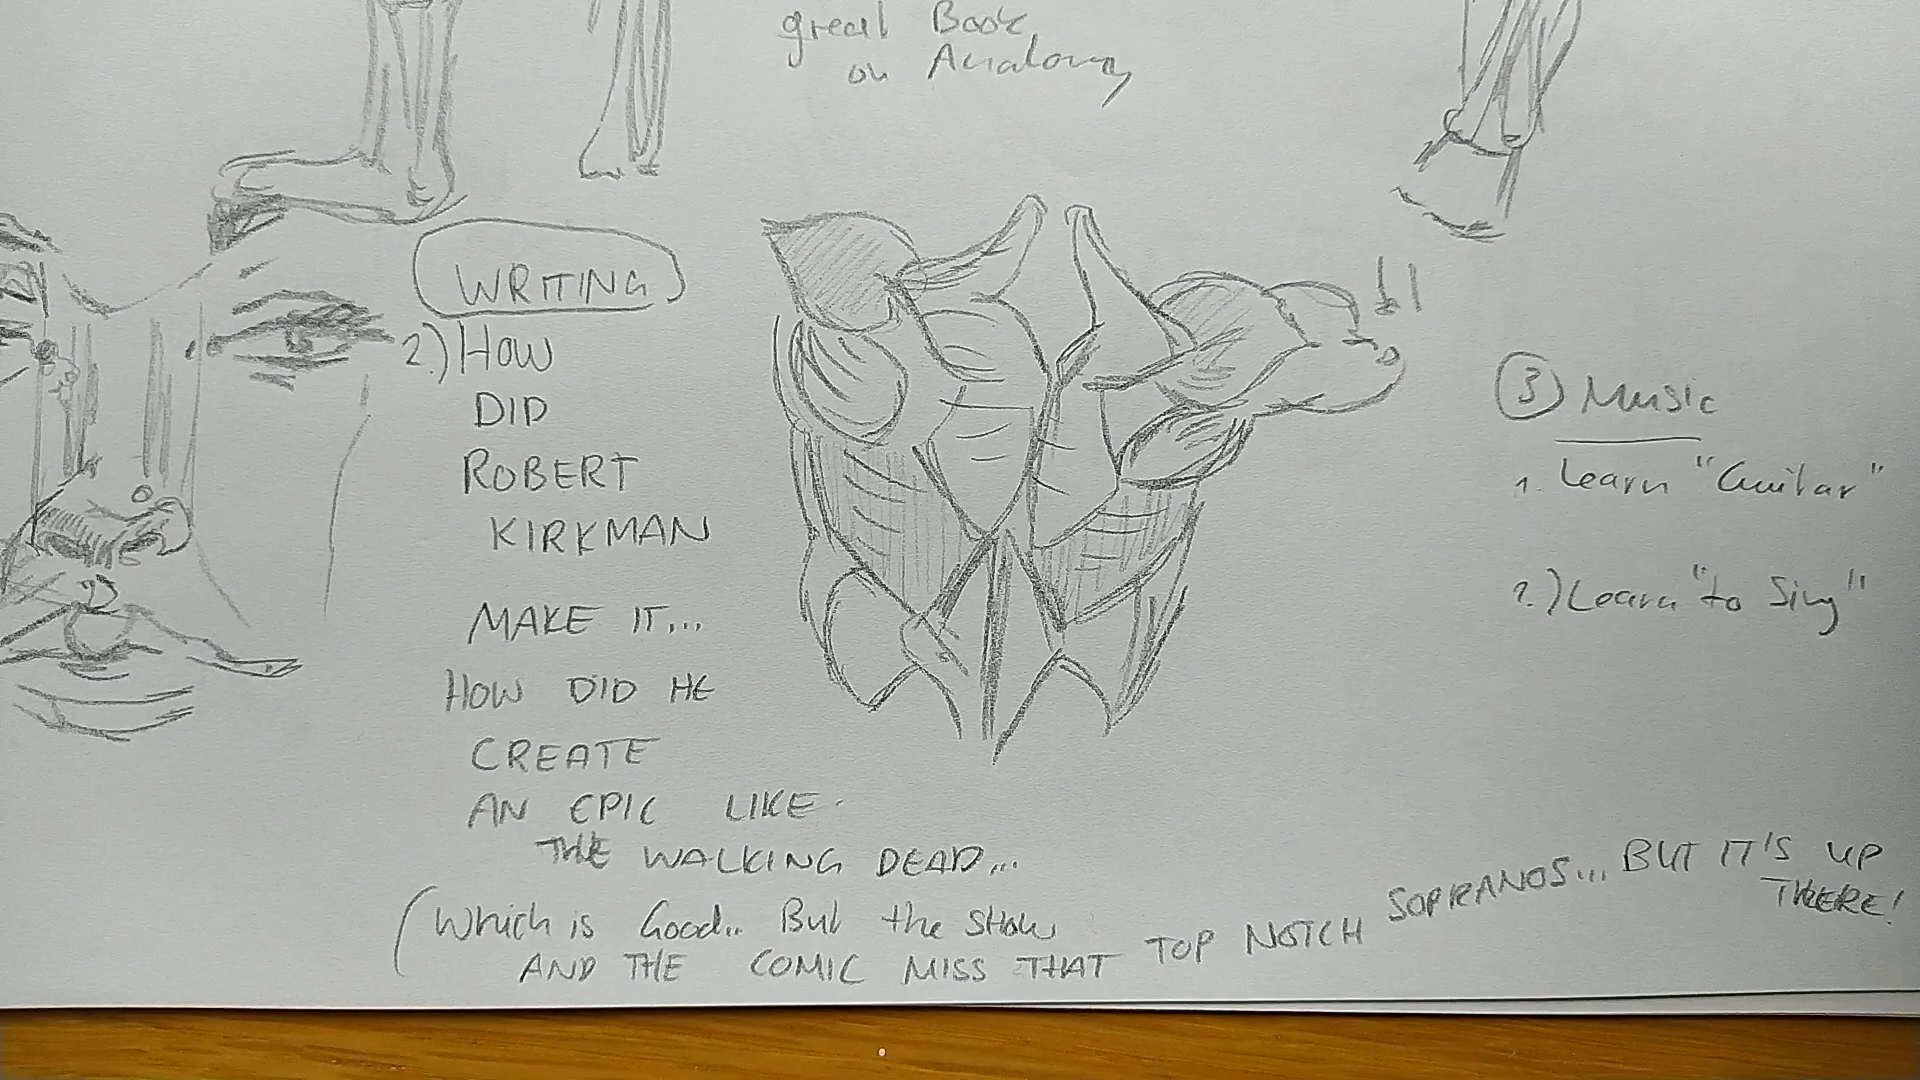 great Book
on Anatomy
WRITING
2.) HOW
DID
ROBERT
KIRKMAN
MAKE IT...
HOW DID HE
CREATE
AN EPIC LIKE
THE WALKING DEAD...
(Which is Good.. But the SHOW
AND THE COMIC MISS THAT TOP NOTCH SOPRANOS... BUT IT'S UP
THERE!
3 Music
1. Learn "Guitar"
2.) Learn "to Sing"